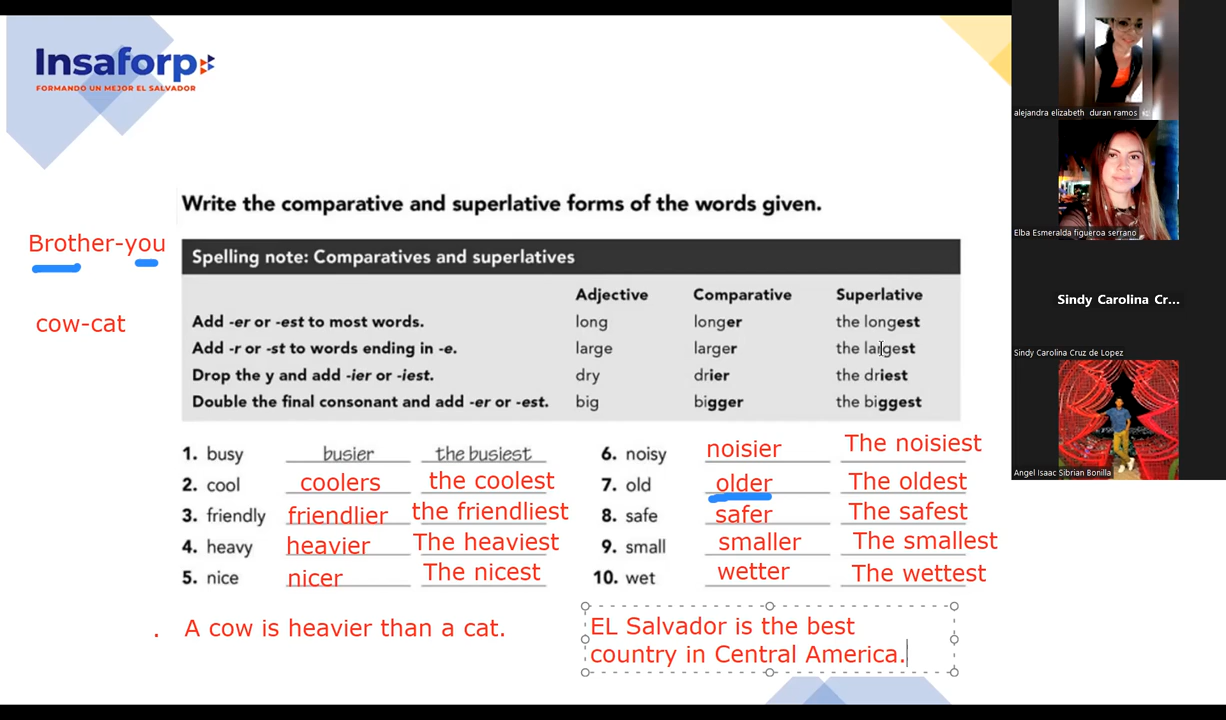 Insaforp
FORMANDO UN MEJOR EL SALVADOR
alejandra elizabeth duran ramos
Elba Esmeralda figueroa serrano
Sindy Carolina Cr...
Sindy Carolina Cruz de Lopez
Angel Isaac Sibrian Bonilla
Write the comparative and superlative forms of the words given.
Brother-you
cow-cat
Spelling note: Comparatives and superlatives
Adjective Comparative Superlative
Add -er or -est to most words. long longer the longest
Add -r or -st to words ending in -e. large larger the largest
Drop the y and add -ier or -iest. dry drier the driest
Double the final consonant and add -er or -est. big bigger the biggest
1. busy busier the busiest
2. cool coolers the coolest
3. friendly friendlier the friendliest
4. heavy heavier The heaviest
5. nice nicer The nicest
6. noisy noisier The noisiest
7. old older The oldest
8. safe safer The safest
9. small smaller The smallest
10. wet wetter The wettest
. A cow is heavier than a cat.
EL Salvador is the best
country in Central America.